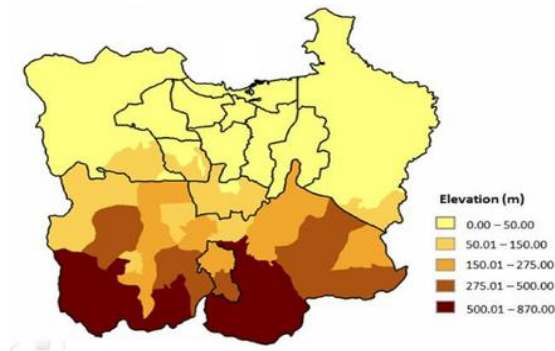 Elevation (m)
0.00 – 50.00
50.01 – 150.00
150.01 – 275.00
275.01 – 500.00
500.01 – 870.00